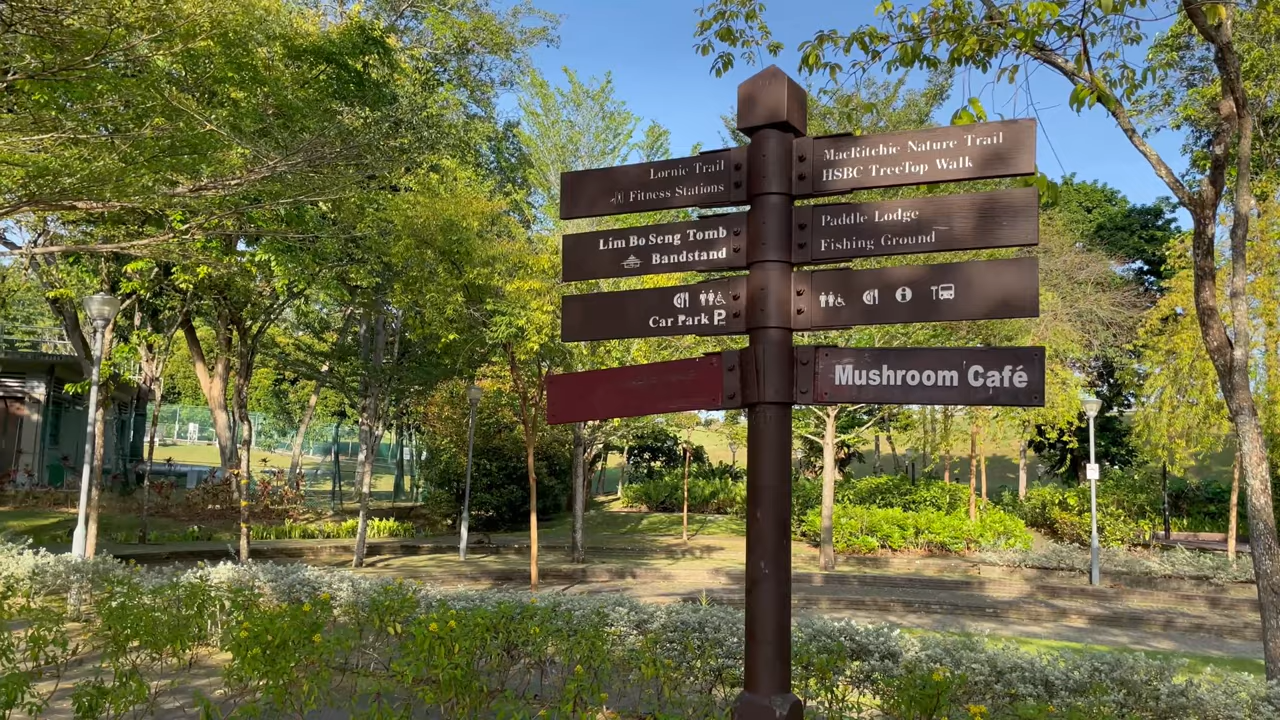 Lornie Trail
Fitness Stations
Lim Bo Seng Tomb
Bandstand
Car Park P
MacRitchie Nature Trail
HSBC TreeTop Walk
Paddle Lodge
Fishing Ground
i
Mushroom Café